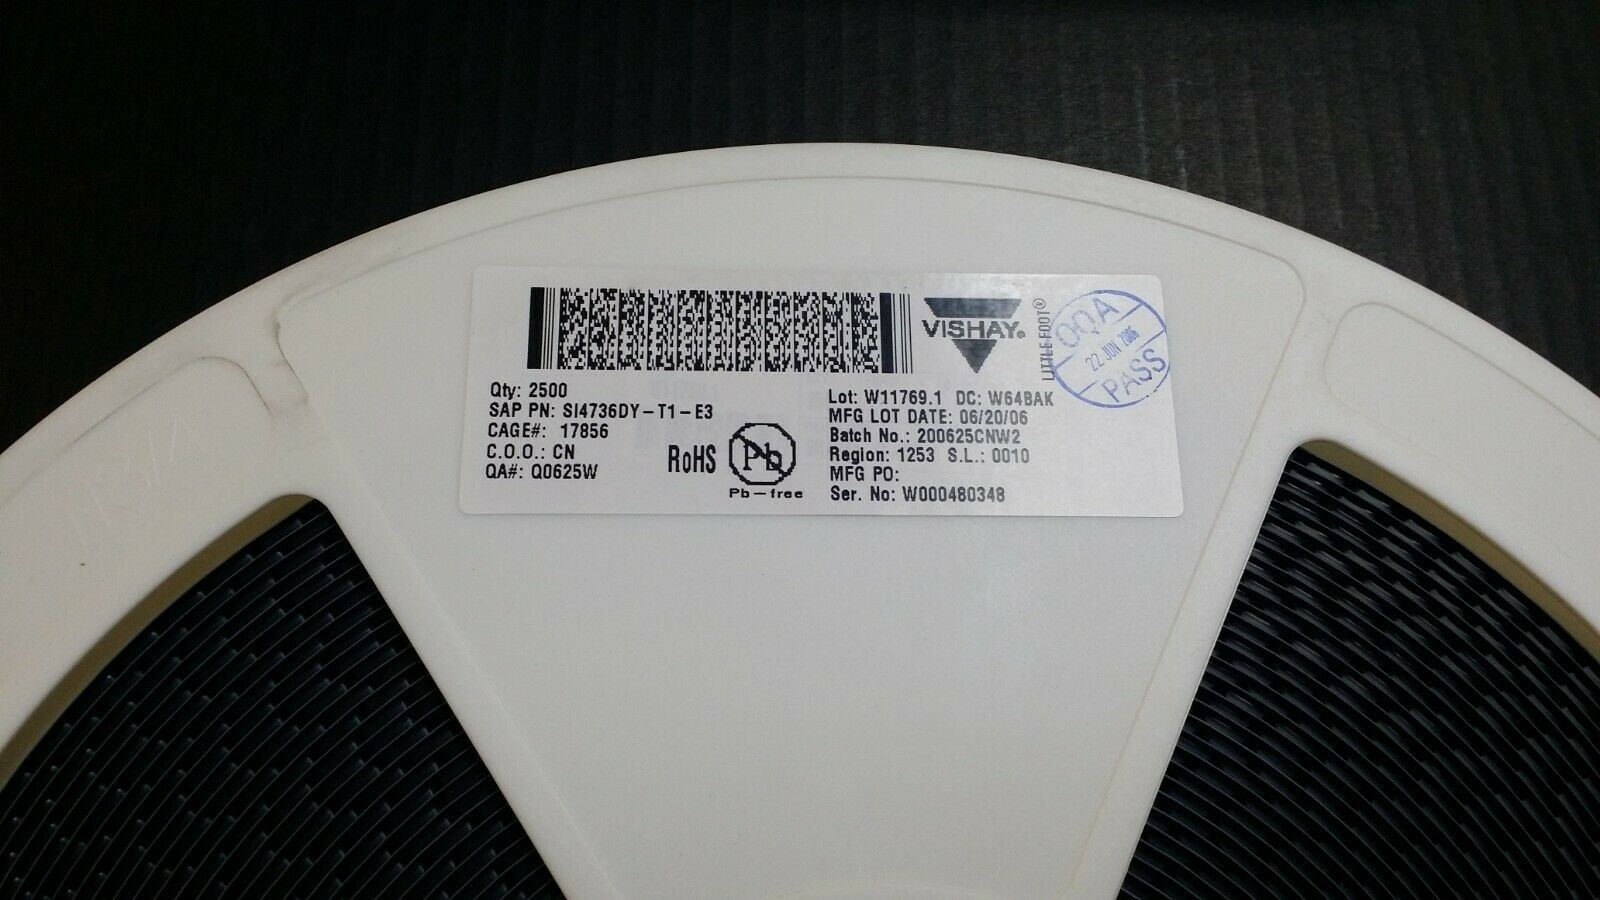 VISHAY®
LITTLE FOOT®
OQA
22 JUN 2006
PASS
Qty: 2500
SAP PN: SI4736DY-T1-E3
CAGE#: 17856
C.O.O.: CN
QA#: Q0625W
RoHS
Pb
Pb-free
Lot: W11769.1 DC: W64BAK
MFG LOT DATE: 06/20/06
Batch No.: 200625CNW2
Region: 1253 S.L.: 0010
MFG PO:
Ser. No: W000480348